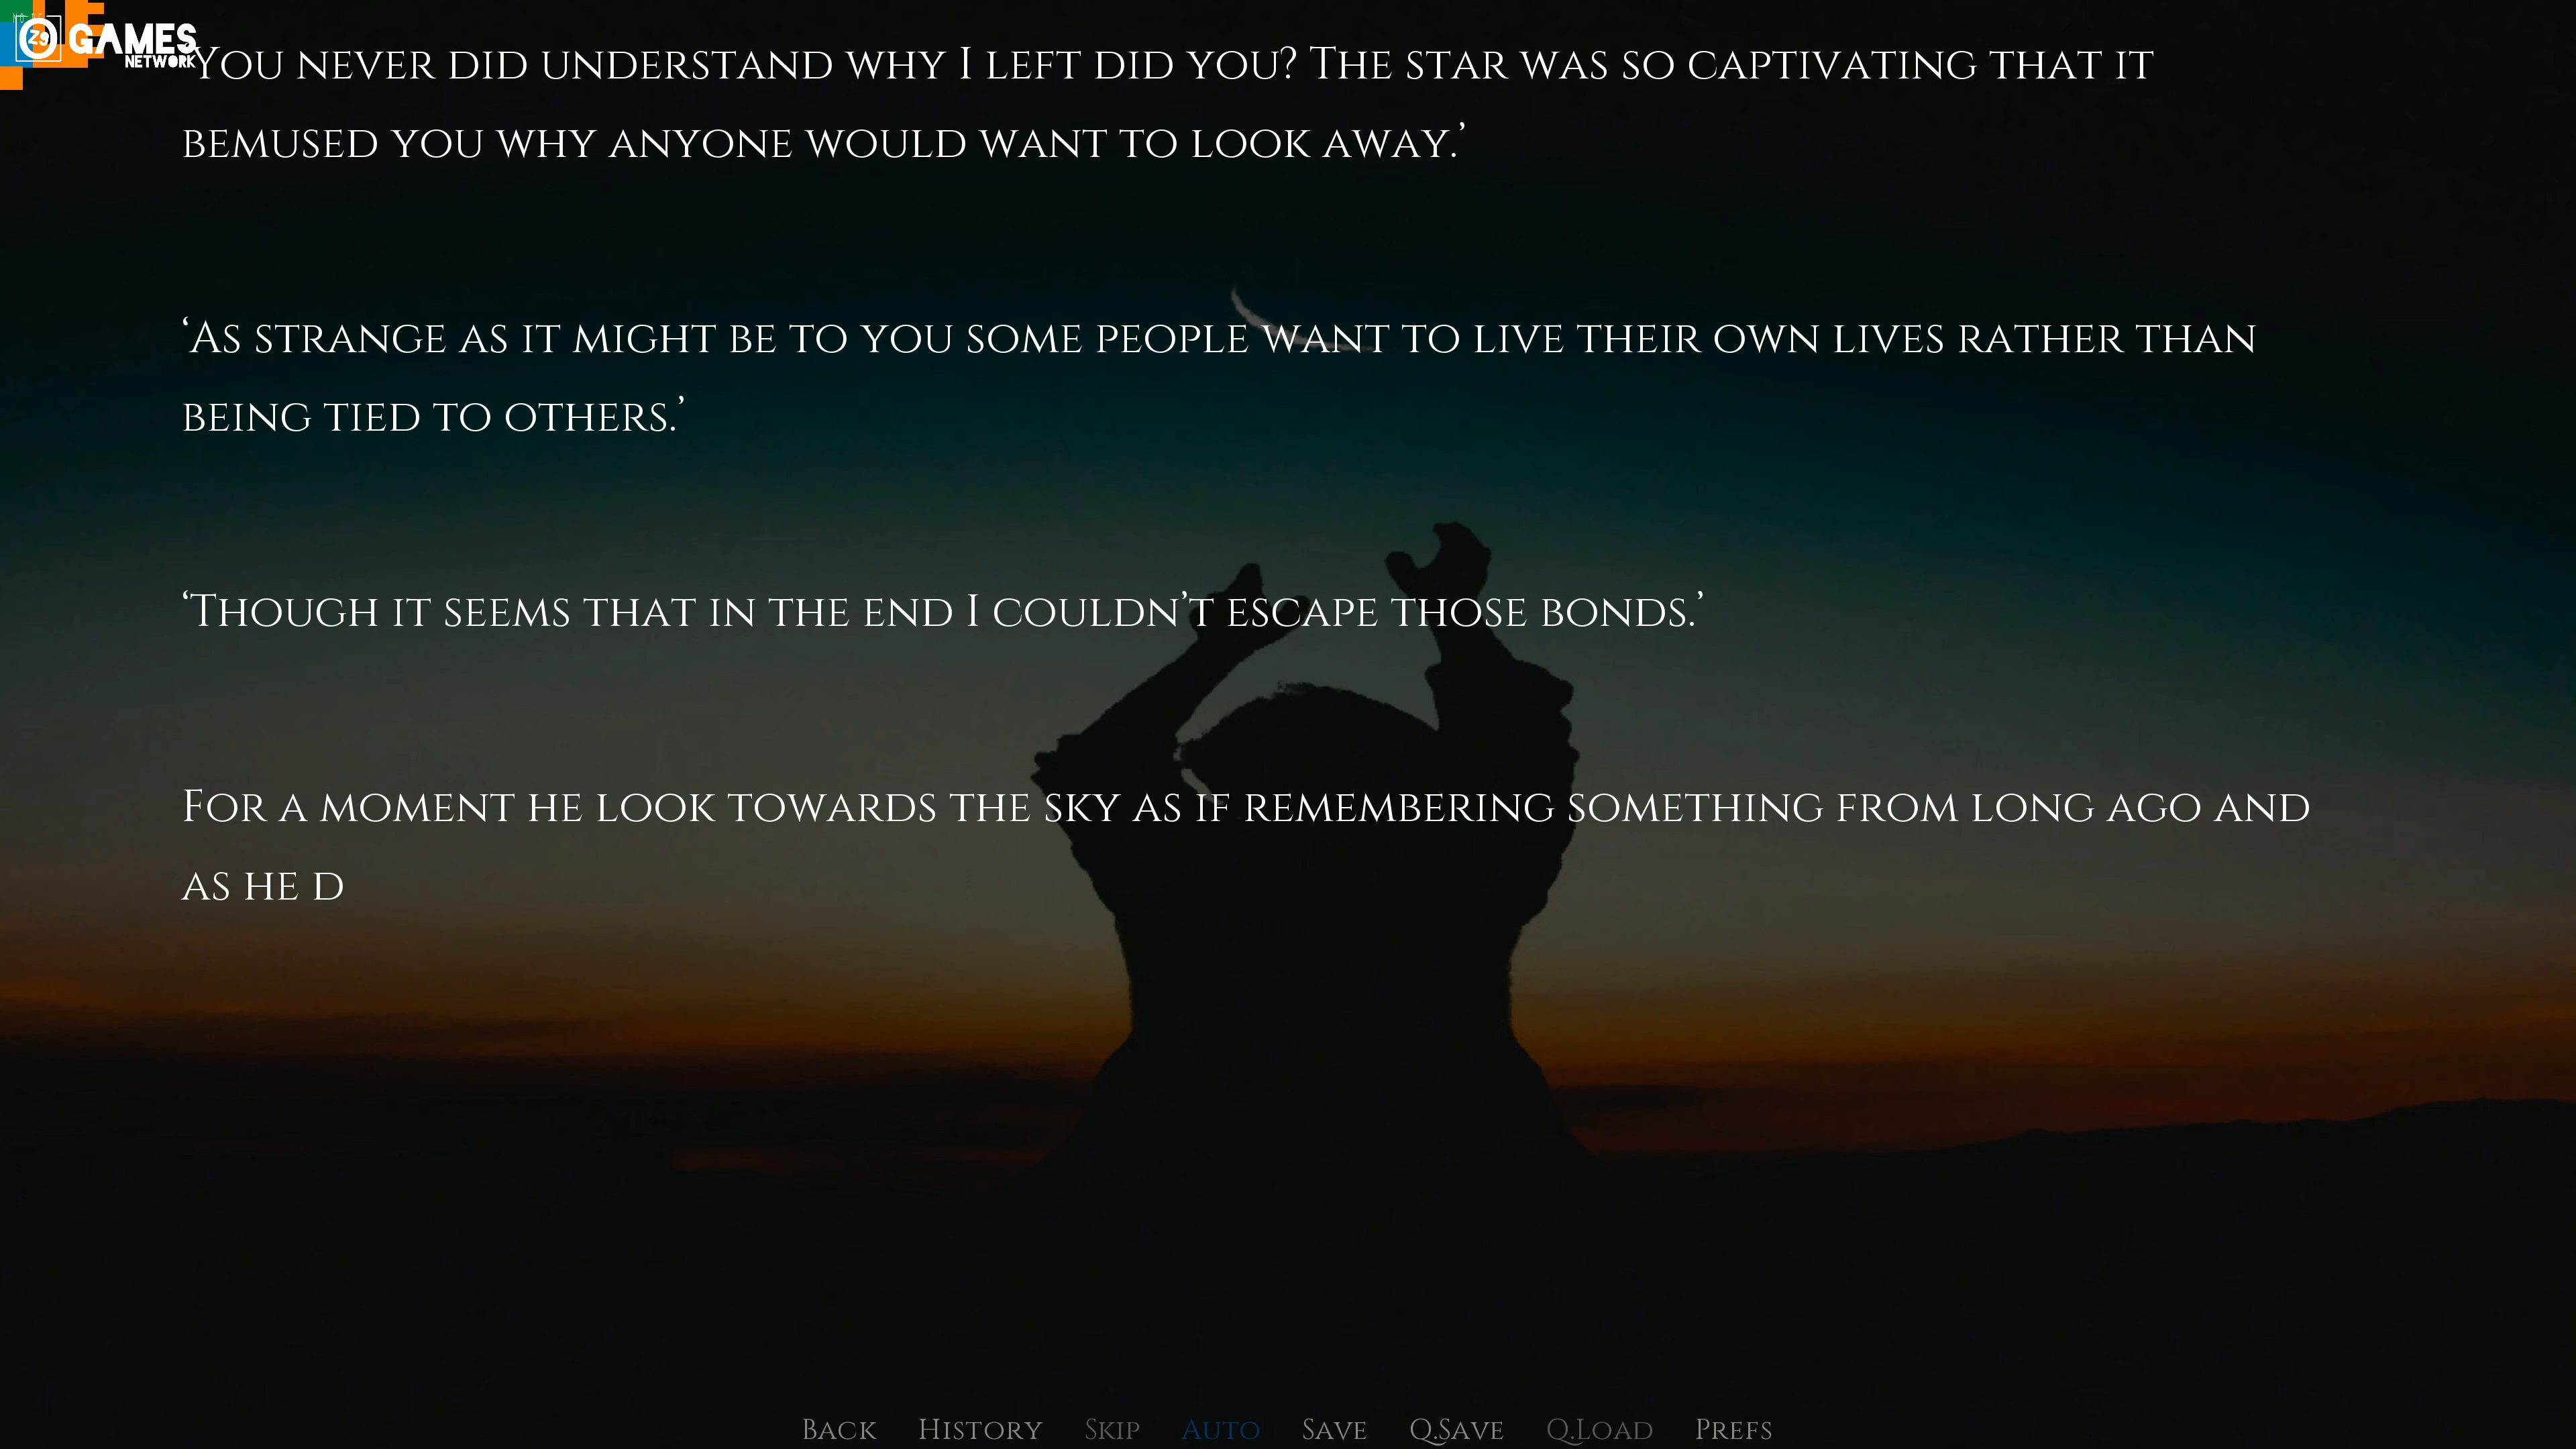 Z9 GAMES
NETWORK
‘You never did understand why I left did you? The star was so captivating that it
bemused you why anyone would want to look away.’
‘As strange as it might be to you some people want to live their own lives rather than
being tied to others.’
‘Though it seems that in the end I couldn’t escape those bonds.’
For a moment he look towards the sky as if remembering something from long ago and
as he d
Back History Skip Auto Save Q.Save Q.Load Prefs